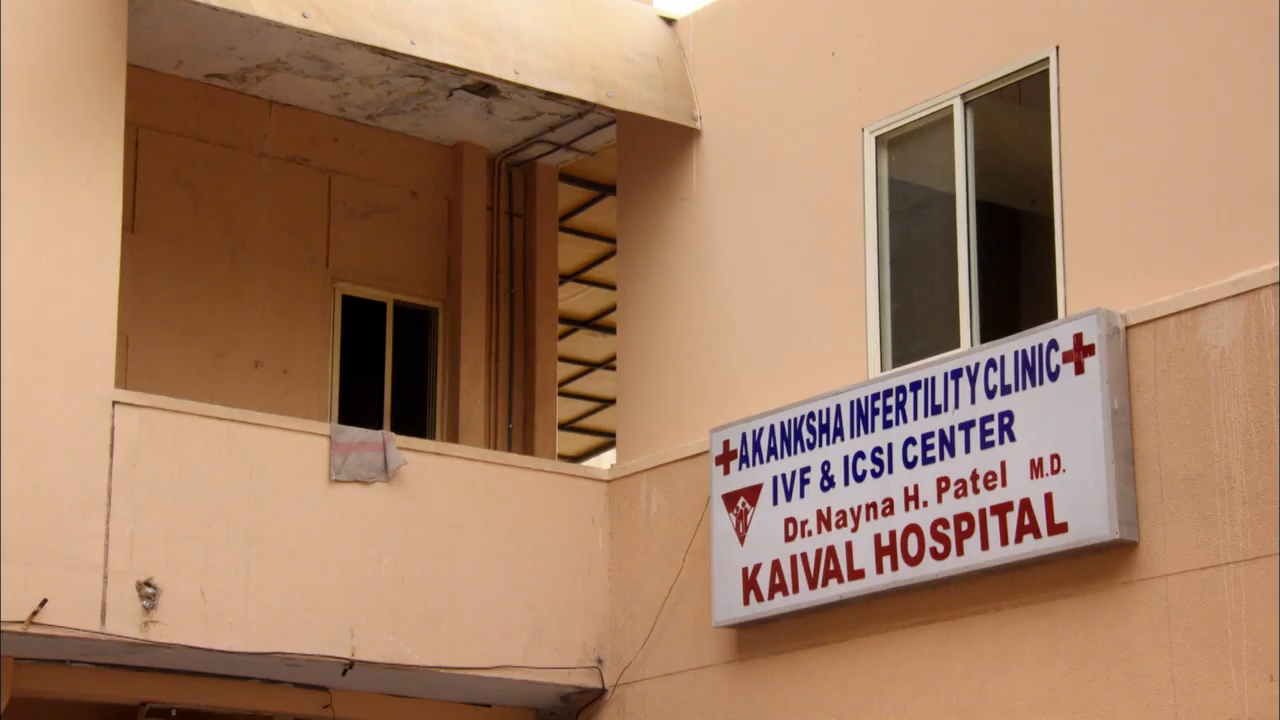 AKANKSHA INFERTILITY CLINIC
IVF & ICSI CENTER
Dr. Nayna H. Patel M.D.
KAIVAL HOSPITAL